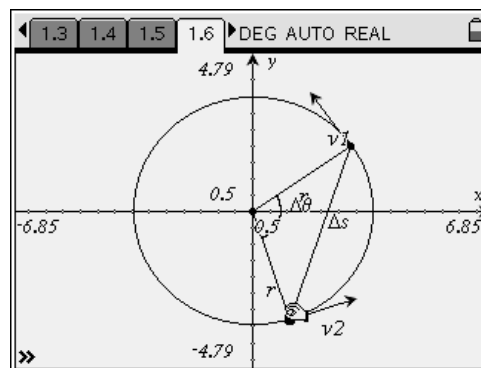 1.3 1.4 1.5 1.6 DEG AUTO REAL
4.79 y
v1
0.5 r Δθ x
-6.85 0.5 Δs 6.85
r
v2
-4.79
»